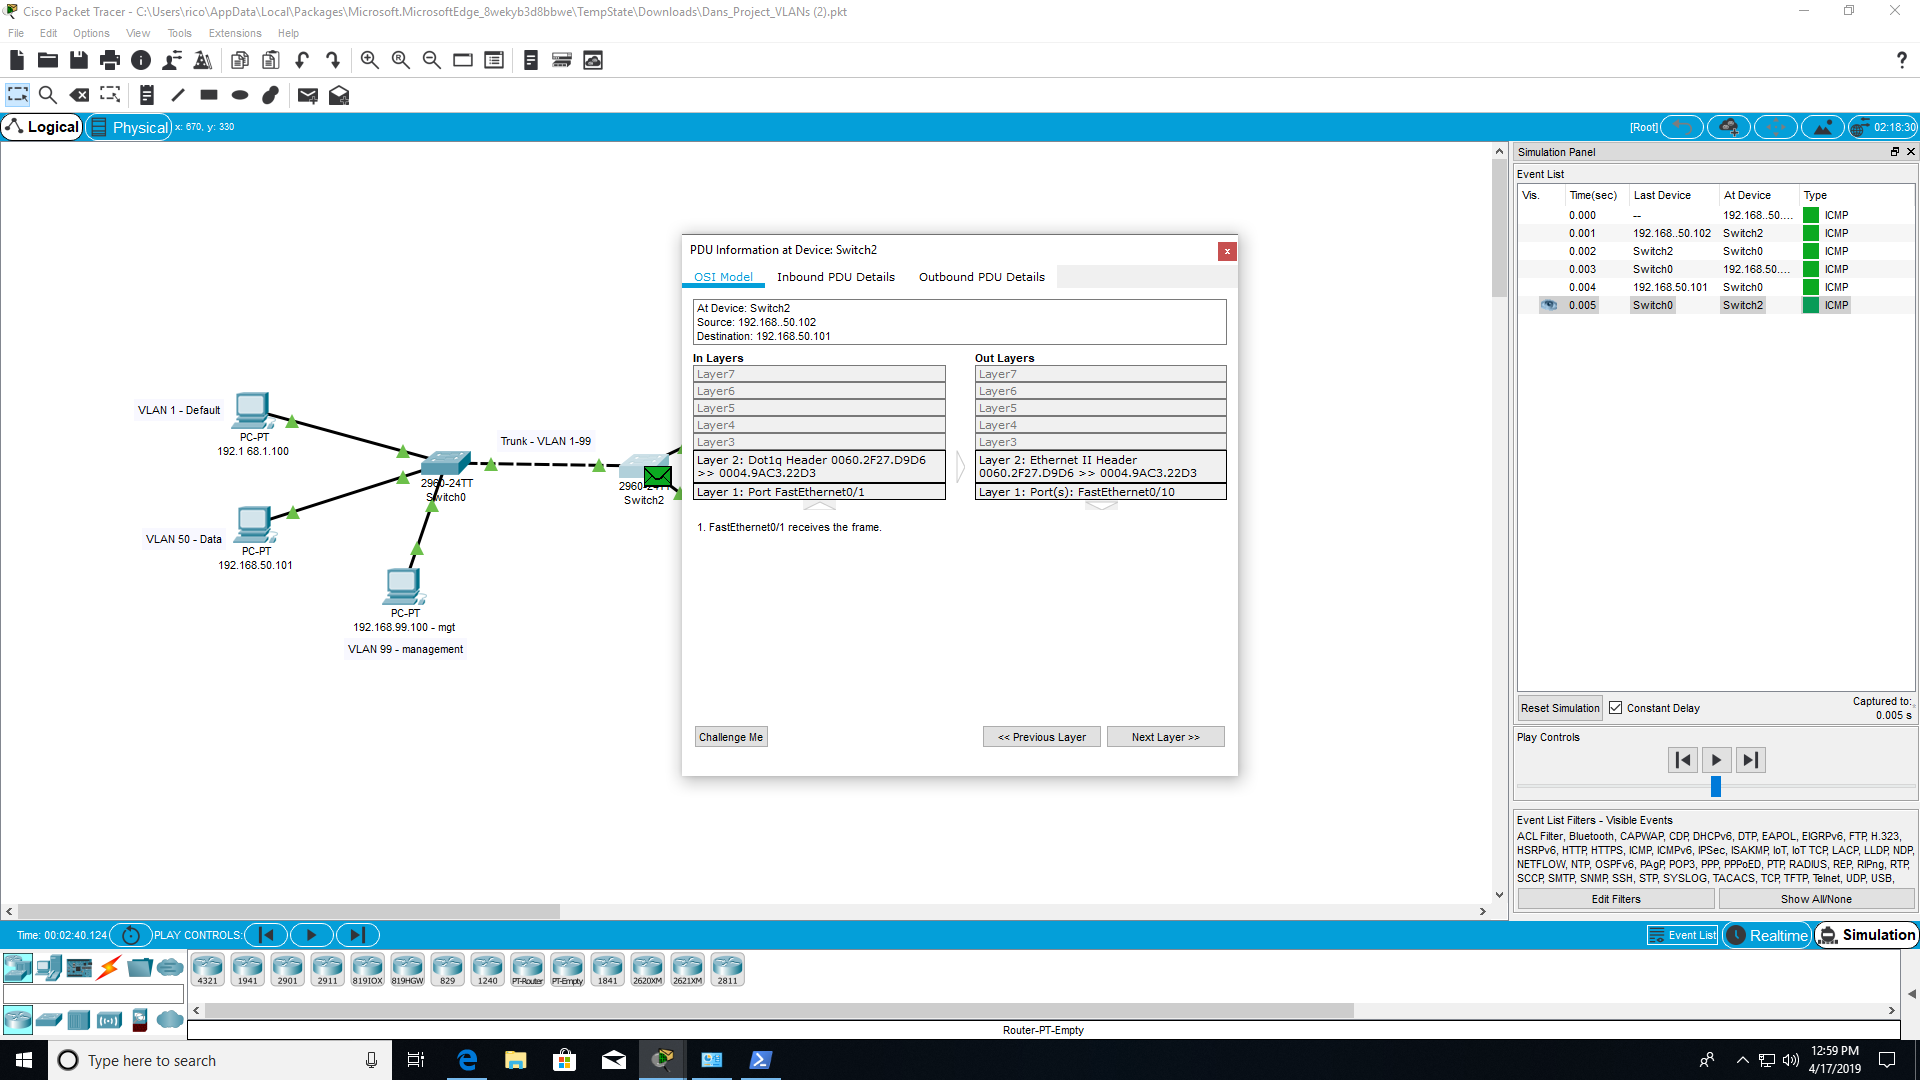 Cisco Packet Tracer - C:\Users\rico\AppData\Local\Packages\Microsoft.MicrosoftEdge_8wekyb3d8bbwe\TempState\Downloads\Dans_Project_VLANs (2).pkt
File Edit Options View Tools Extensions Help
Logical Physical x: 670, y: 330 [Root] 02:18:30
Simulation Panel
Event List
Vis. Time(sec) Last Device At Device Type
0.000 -- 192.168..50.... ICMP
0.001 192.168..50.102 Switch2 ICMP
0.002 Switch2 Switch0 ICMP
0.003 Switch0 192.168.50.... ICMP
0.004 192.168.50.101 Switch0 ICMP
0.005 Switch0 Switch2 ICMP
Reset Simulation Constant Delay Captured to:
0.005 s
Play Controls
Event List Filters - Visible Events
ACL Filter, Bluetooth, CAPWAP, CDP, DHCPv6, DTP, EAPOL, EIGRPv6, FTP, H.323,
HSRPv6, HTTP, HTTPS, ICMP, ICMPv6, IPSec, ISAKMP, IoT, IoT TCP, LACP, LLDP, NDP,
NETFLOW, NTP, OSPFv6, PAgP, POP3, PPP, PPPoED, PTP, RADIUS, REP, RIPng, RTP,
SCCP, SMTP, SNMP, SSH, STP, SYSLOG, TACACS, TCP, TFTP, Telnet, UDP, USB,
Edit Filters Show All/None
VLAN 1 - Default
PC-PT
192.1 68.1.100
VLAN 50 - Data
PC-PT
192.168.50.101
PC-PT
192.168.99.100 - mgt
VLAN 99 - management
Trunk - VLAN 1-99
2960-24TT
Switch0
2960-24TT
Switch2
PDU Information at Device: Switch2
x
OSI Model Inbound PDU Details Outbound PDU Details
At Device: Switch2
Source: 192.168..50.102
Destination: 192.168.50.101
In Layers
Layer7
Layer6
Layer5
Layer4
Layer3
Layer 2: Dot1q Header 0060.2F27.D9D6
>> 0004.9AC3.22D3
Layer 1: Port FastEthernet0/1
Out Layers
Layer7
Layer6
Layer5
Layer4
Layer3
Layer 2: Ethernet II Header
0060.2F27.D9D6 >> 0004.9AC3.22D3
Layer 1: Port(s): FastEthernet0/10
1. FastEthernet0/1 receives the frame.
Challenge Me << Previous Layer Next Layer >>
Time: 00:02:40.124 PLAY CONTROLS: Event List Realtime Simulation
4321 1941 2901 2911 819IOX 819HGW 829 1240 PT-Router PT-Empty 1841 2620XM 2621XM 2811
Router-PT-Empty
Type here to search
12:59 PM
4/17/2019